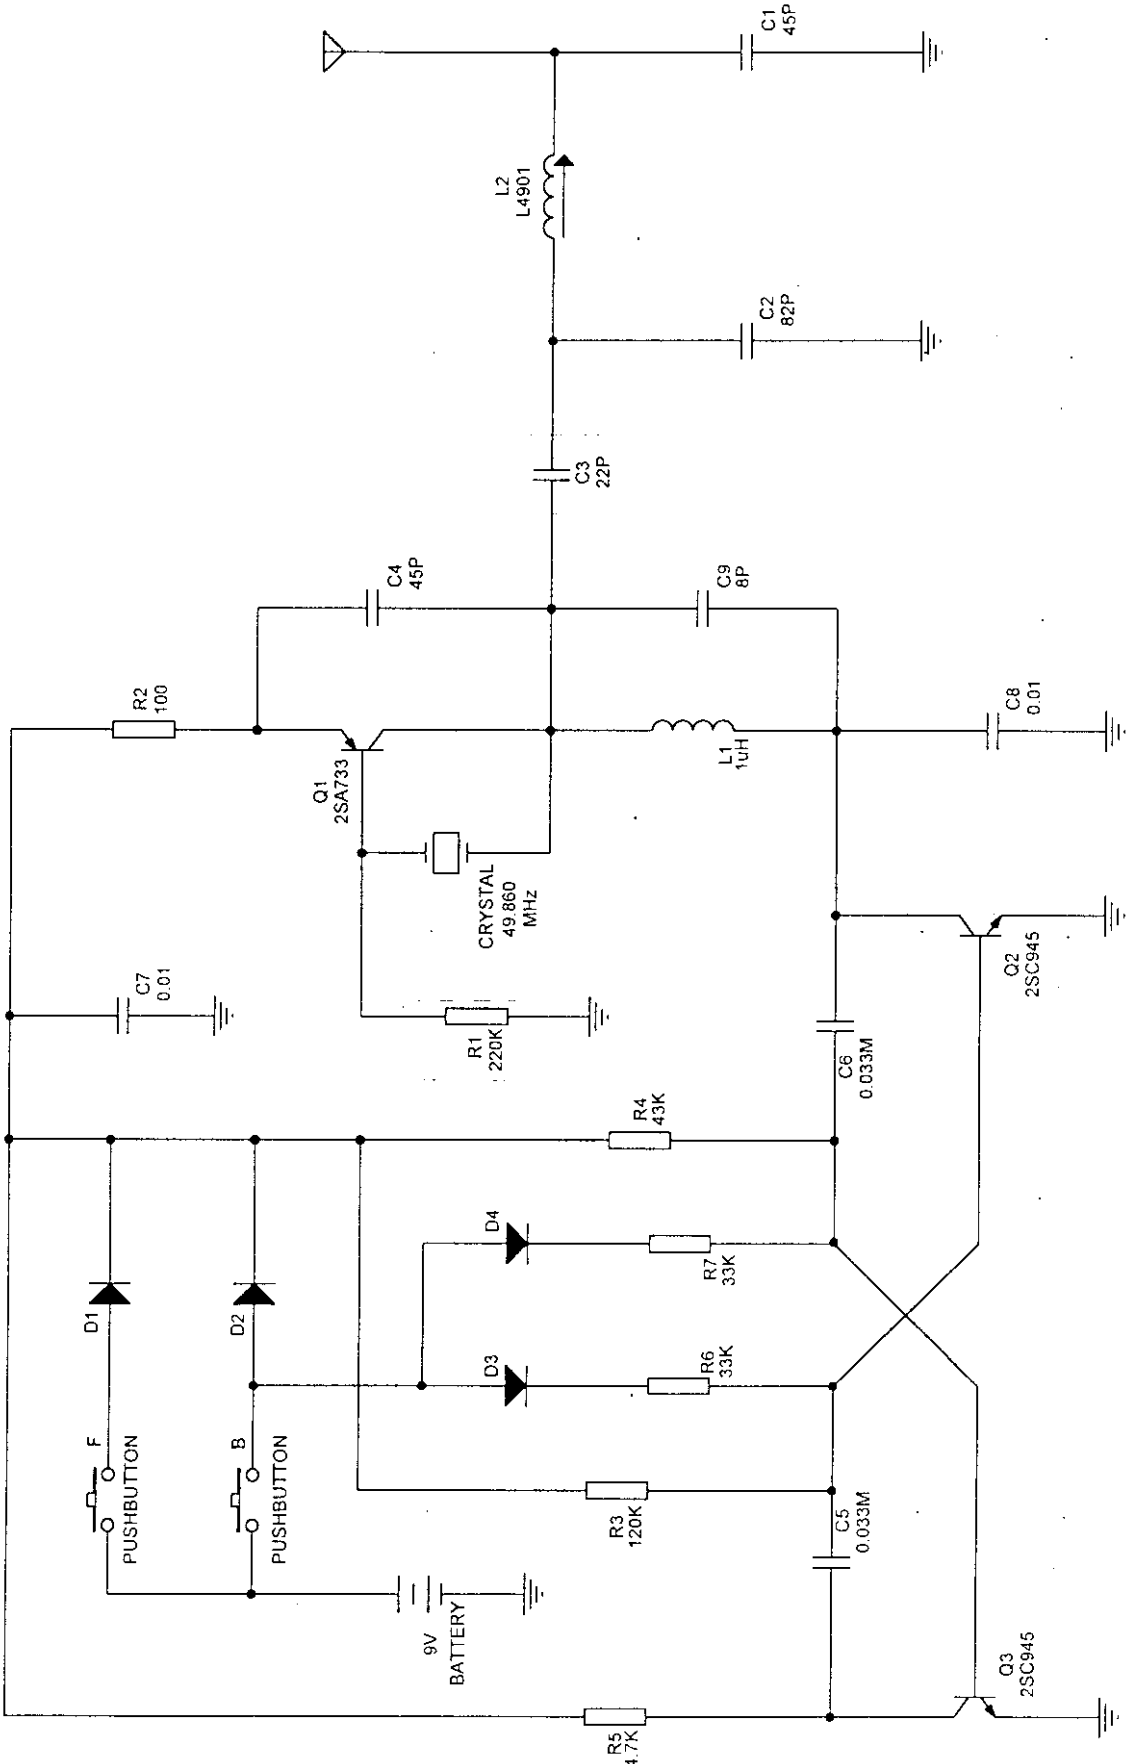 R5
4.7K
9V
BATTERY
F
PUSHBUTTON
B
PUSHBUTTON
D1
D2
D3
D4
R3
120K
R6
33K
R7
33K
R4
43K
C5
0.033M
C6
0.033M
Q3
2SC945
Q2
2SC945
C7
0.01
R1
220K
CRYSTAL
49.860
MHz
Q1
2SA733
R2
100
L1
1uH
C8
0.01
C4
45P
C9
8P
C3
22P
C2
82P
L2
L4901
C1
45P